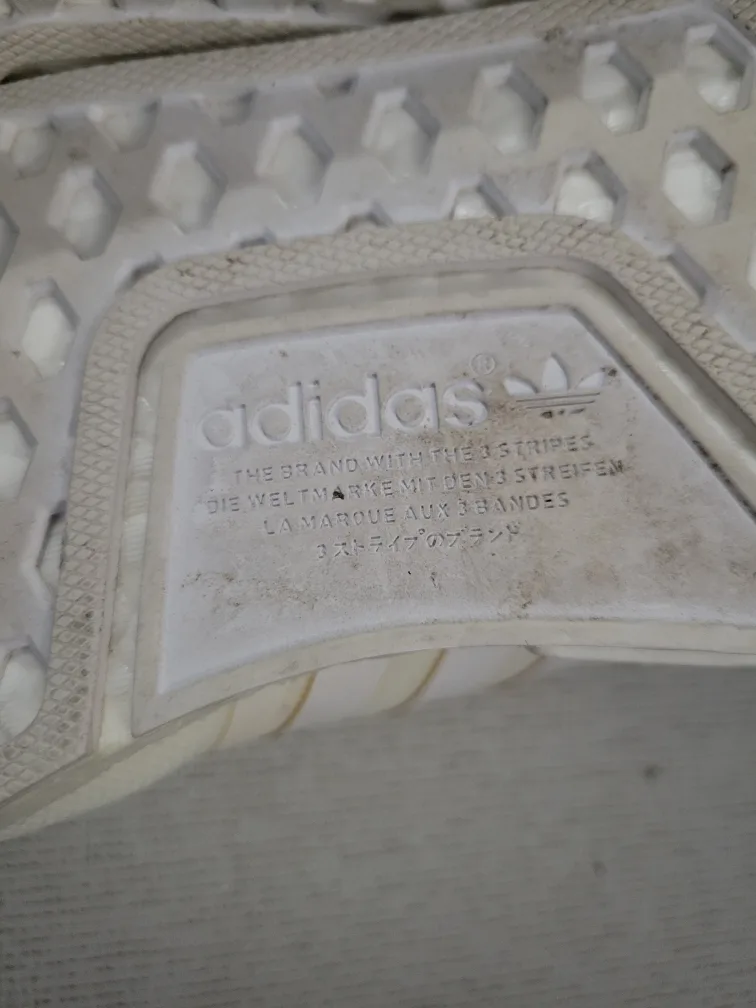 adidas®
THE BRAND WITH THE 3 STRIPES
DIE WELTMARKE MIT DEN 3 STREIFEN
LA MARQUE AUX 3 BANDES
3ストライプのブランド